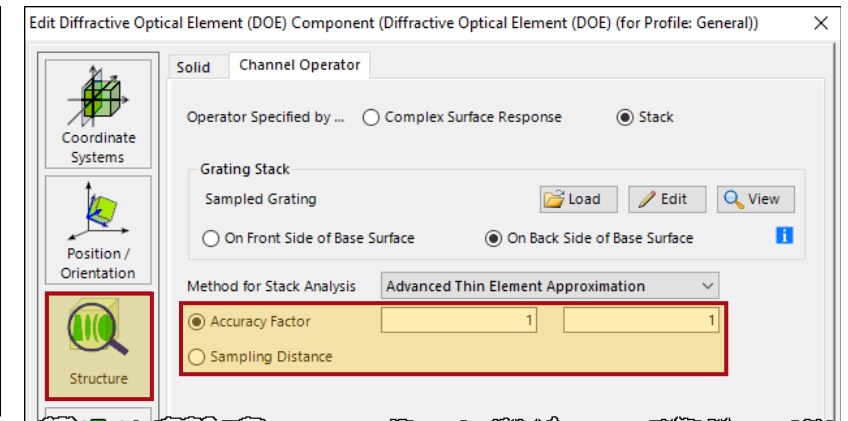 Edit Diffractive Optical Element (DOE) Component (Diffractive Optical Element (DOE) (for Profile: General))
Coordinate
Systems
Position /
Orientation
Structure
Solid Channel Operator
Operator Specified by ... Complex Surface Response Stack
Grating Stack
Sampled Grating Load Edit View
On Front Side of Base Surface On Back Side of Base Surface i
Method for Stack Analysis Advanced Thin Element Approximation
Accuracy Factor 1 1
Sampling Distance